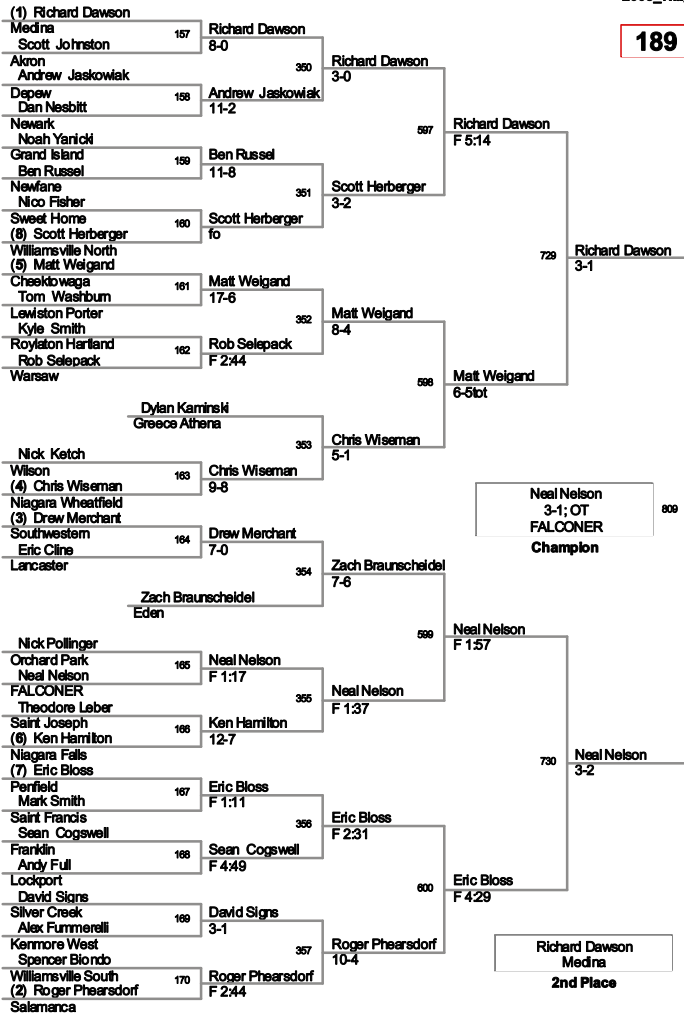 (1) Richard Dawson
Medina
157
Richard Dawson
Scott Johnston
8-0
189
Akron
350
Richard Dawson
Andrew Jaskowiak
3-0
Depew
158
Andrew Jaskowiak
Dan Nesbitt
11-2
Newark
597
Richard Dawson
Noah Yanicki
F 5:14
Grand Island
159
Ben Russel
Ben Russel
11-8
Newfane
351
Scott Herberger
Nico Fisher
3-2
Sweet Home
160
Scott Herberger
(8) Scott Herberger
fo
Williamsville North
729
Richard Dawson
(5) Matt Weigand
3-1
Cheektowaga
161
Matt Weigand
Tom Washburn
17-6
Lewiston Porter
352
Matt Weigand
Kyle Smith
8-4
Roylaton Hartland
162
Rob Selepack
Rob Selepack
F 2:44
Warsaw
598
Matt Weigand
6-5tot
Dylan Kaminski
Greece Athena
353
Chris Wiseman
5-1
Nick Ketch
Wilson
163
Chris Wiseman
(4) Chris Wiseman
9-8
Niagara Wheatfield
Neal Nelson
3-1; OT
809
FALCONER
Champion
(3) Drew Merchant
Southwestern
164
Drew Merchant
Eric Cline
7-0
Lancaster
354
Zach Braunscheidel
7-6
Zach Braunscheidel
Eden
599
Neal Nelson
F 1:57
Nick Pollinger
Orchard Park
165
Neal Nelson
Neal Nelson
F 1:17
FALCONER
355
Neal Nelson
Theodore Leber
F 1:37
Saint Joseph
166
Ken Hamilton
(6) Ken Hamilton
12-7
Niagara Falls
730
Neal Nelson
(7) Eric Bloss
3-2
Penfield
167
Eric Bloss
Mark Smith
F 1:11
Saint Francis
356
Eric Bloss
Sean Cogswell
F 2:31
Franklin
168
Sean Cogswell
Andy Full
F 4:49
Lockport
600
Eric Bloss
David Signs
F 4:29
Silver Creek
169
David Signs
Alex Fummerelli
3-1
Kenmore West
357
Roger Phearsdorf
Spencer Biondo
10-4
Williamsville South
170
Roger Phearsdorf
(2) Roger Phearsdorf
F 2:44
Salamanca
Richard Dawson
Medina
2nd Place